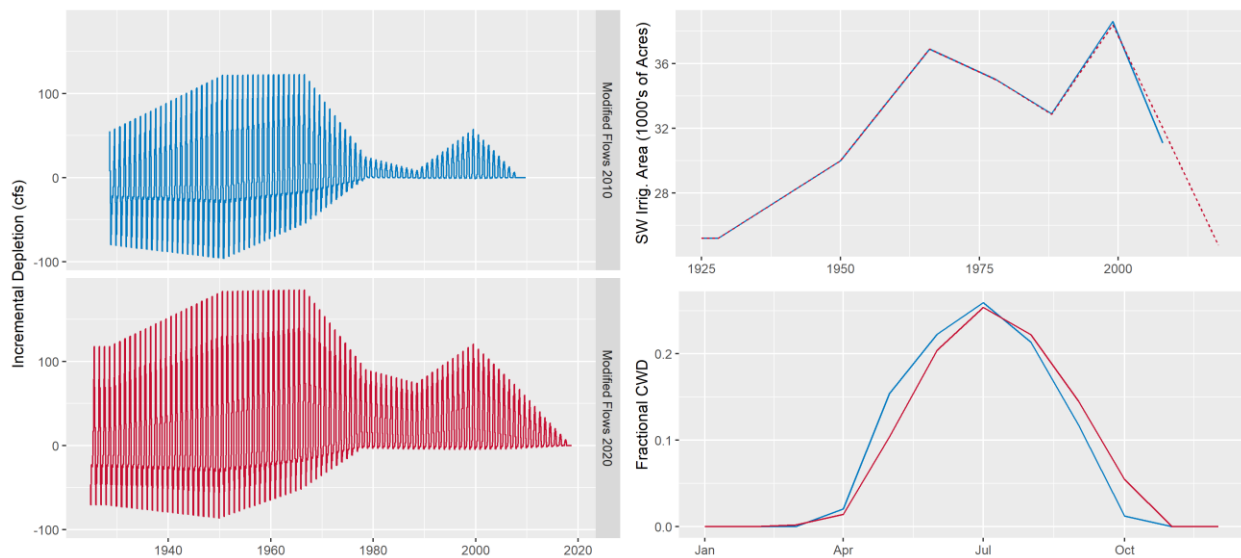 Incremental Depletion (cfs)
100
0
-100
Modified Flows 2010
100
0
-100
Modified Flows 2020
1940
1960
1980
2000
2020
SW Irrig. Area (1000's of Acres)
36
32
28
1925
1950
1975
2000
Fractional CWD
0.2
0.1
0.0
Jan
Apr
Jul
Oct